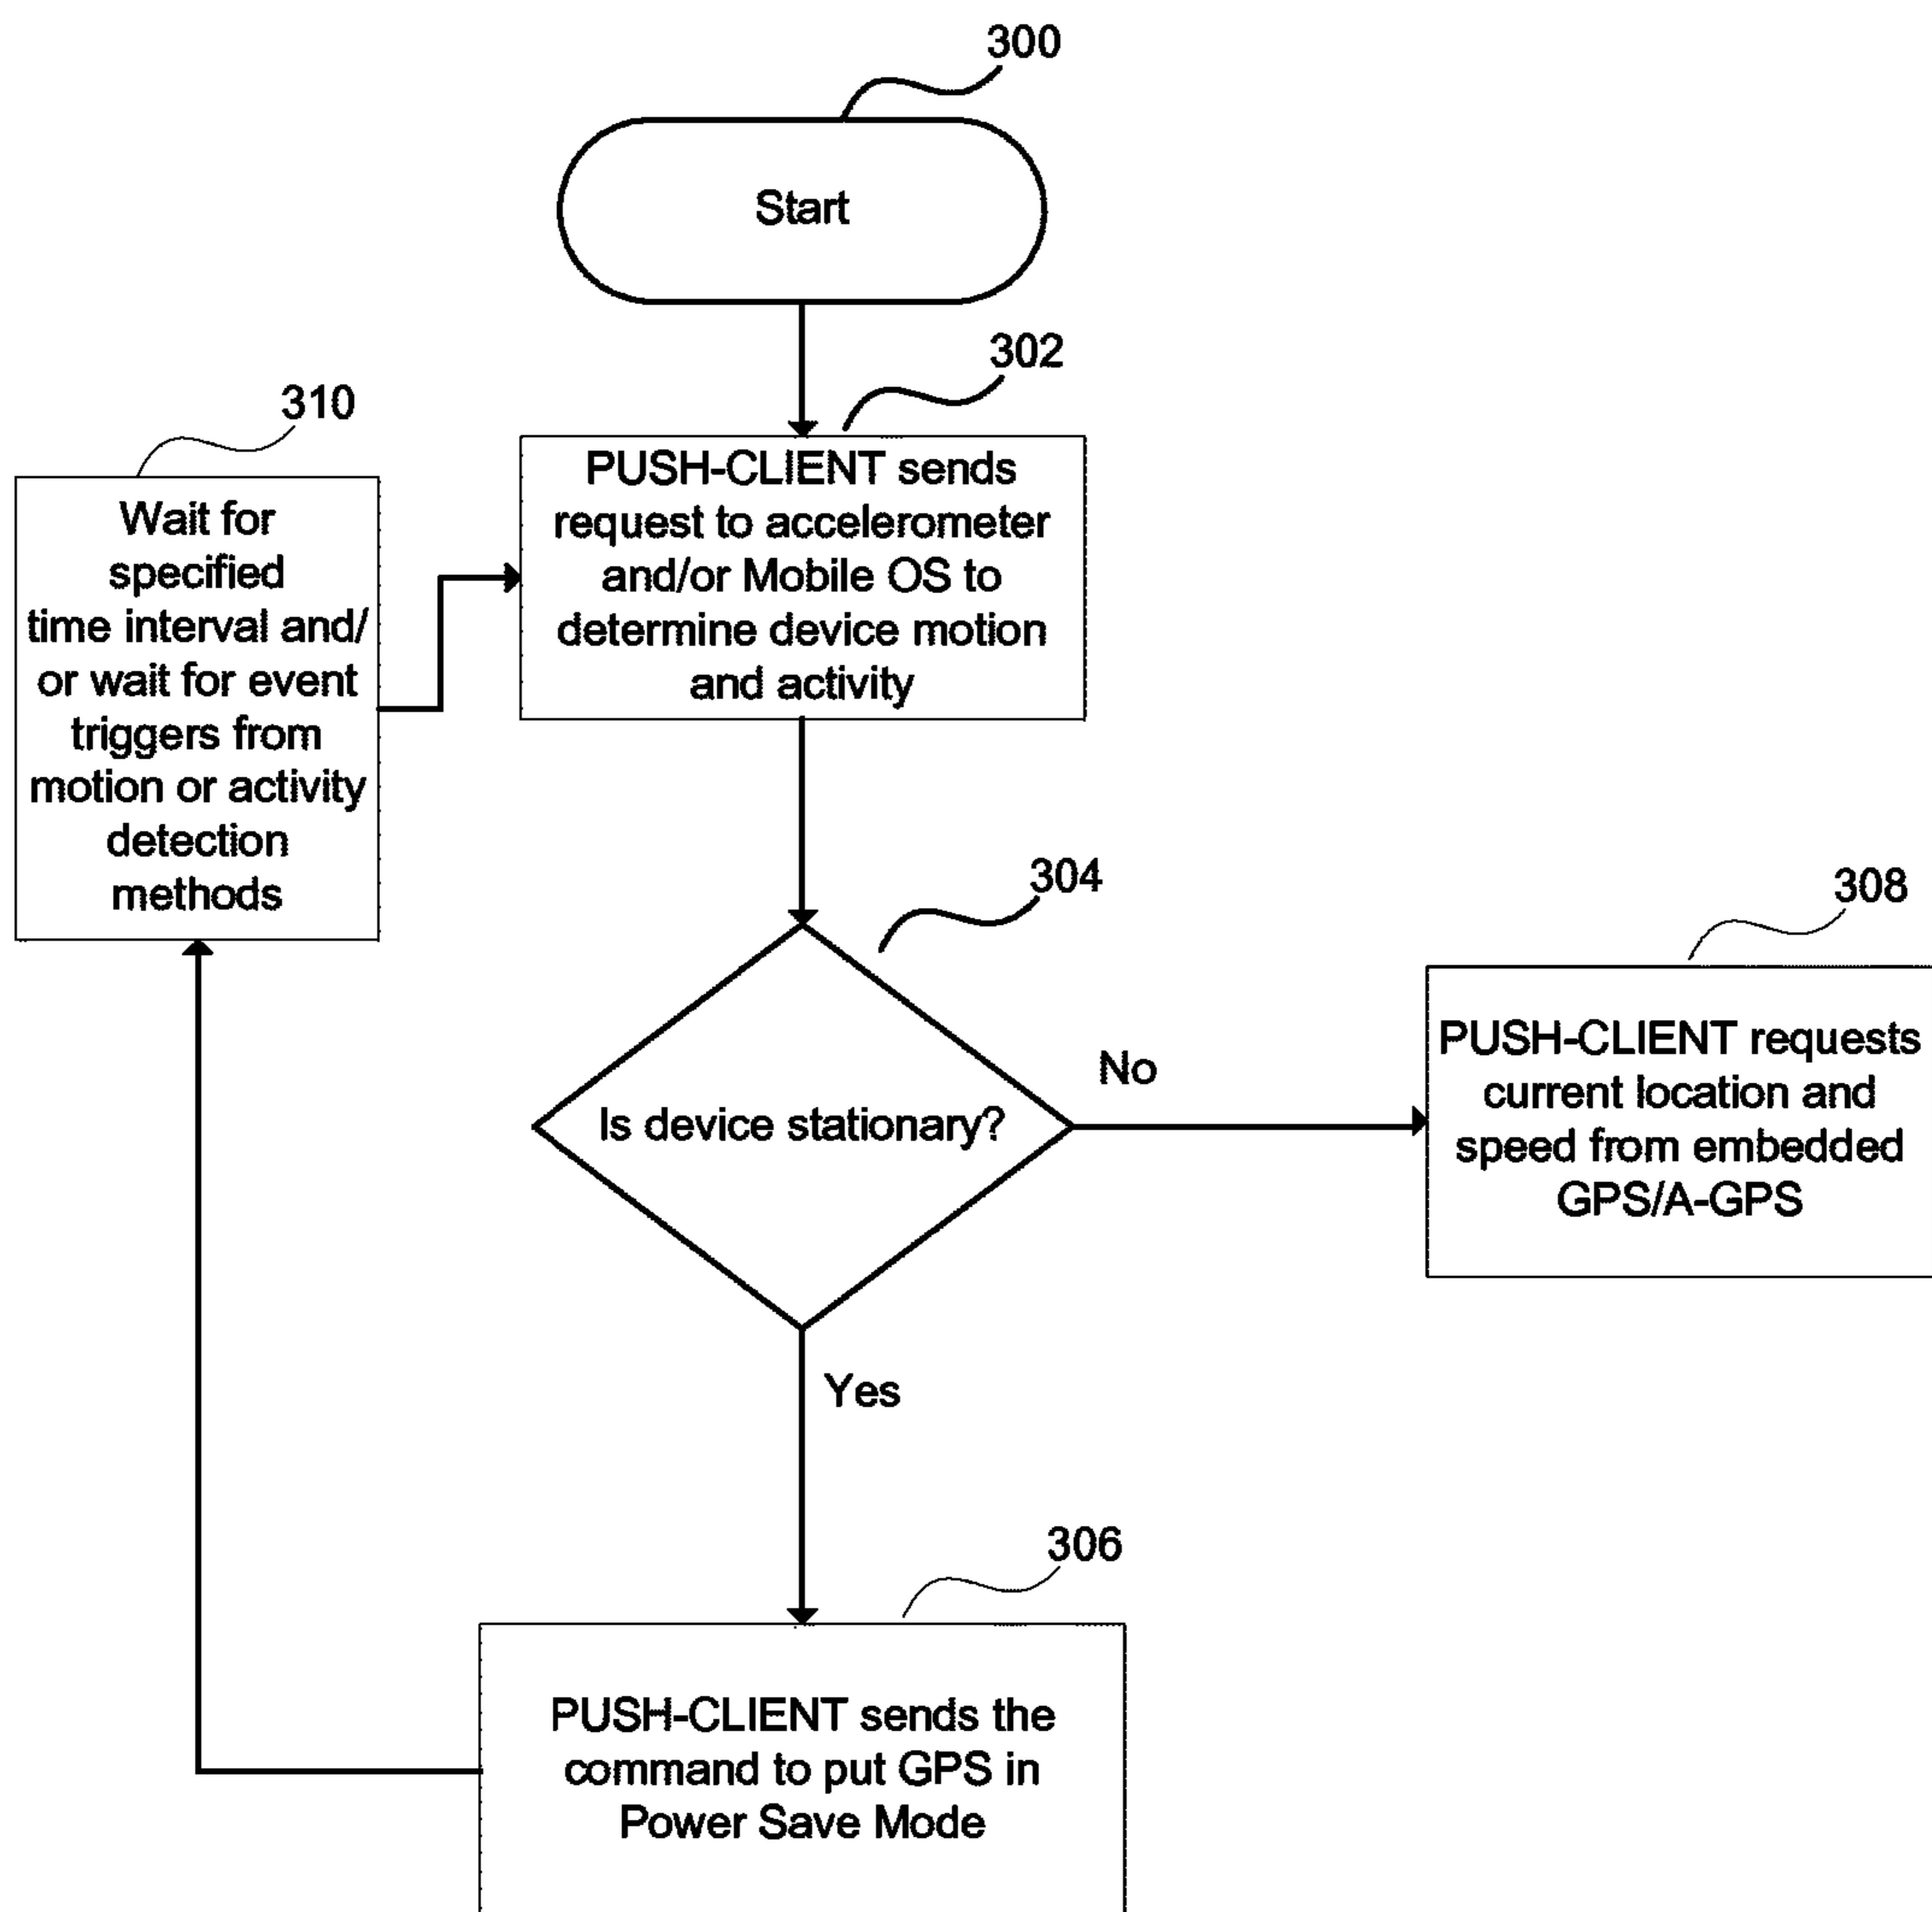 300
Start
302
PUSH-CLIENT sends
request to accelerometer
and/or Mobile OS to
determine device motion
and activity
310
Wait for
specified
time interval and/
or wait for event
triggers from
motion or activity
detection
methods
304
Is device stationary?
No
308
PUSH-CLIENT requests
current location and
speed from embedded
GPS/A-GPS
Yes
306
PUSH-CLIENT sends the
command to put GPS in
Power Save Mode